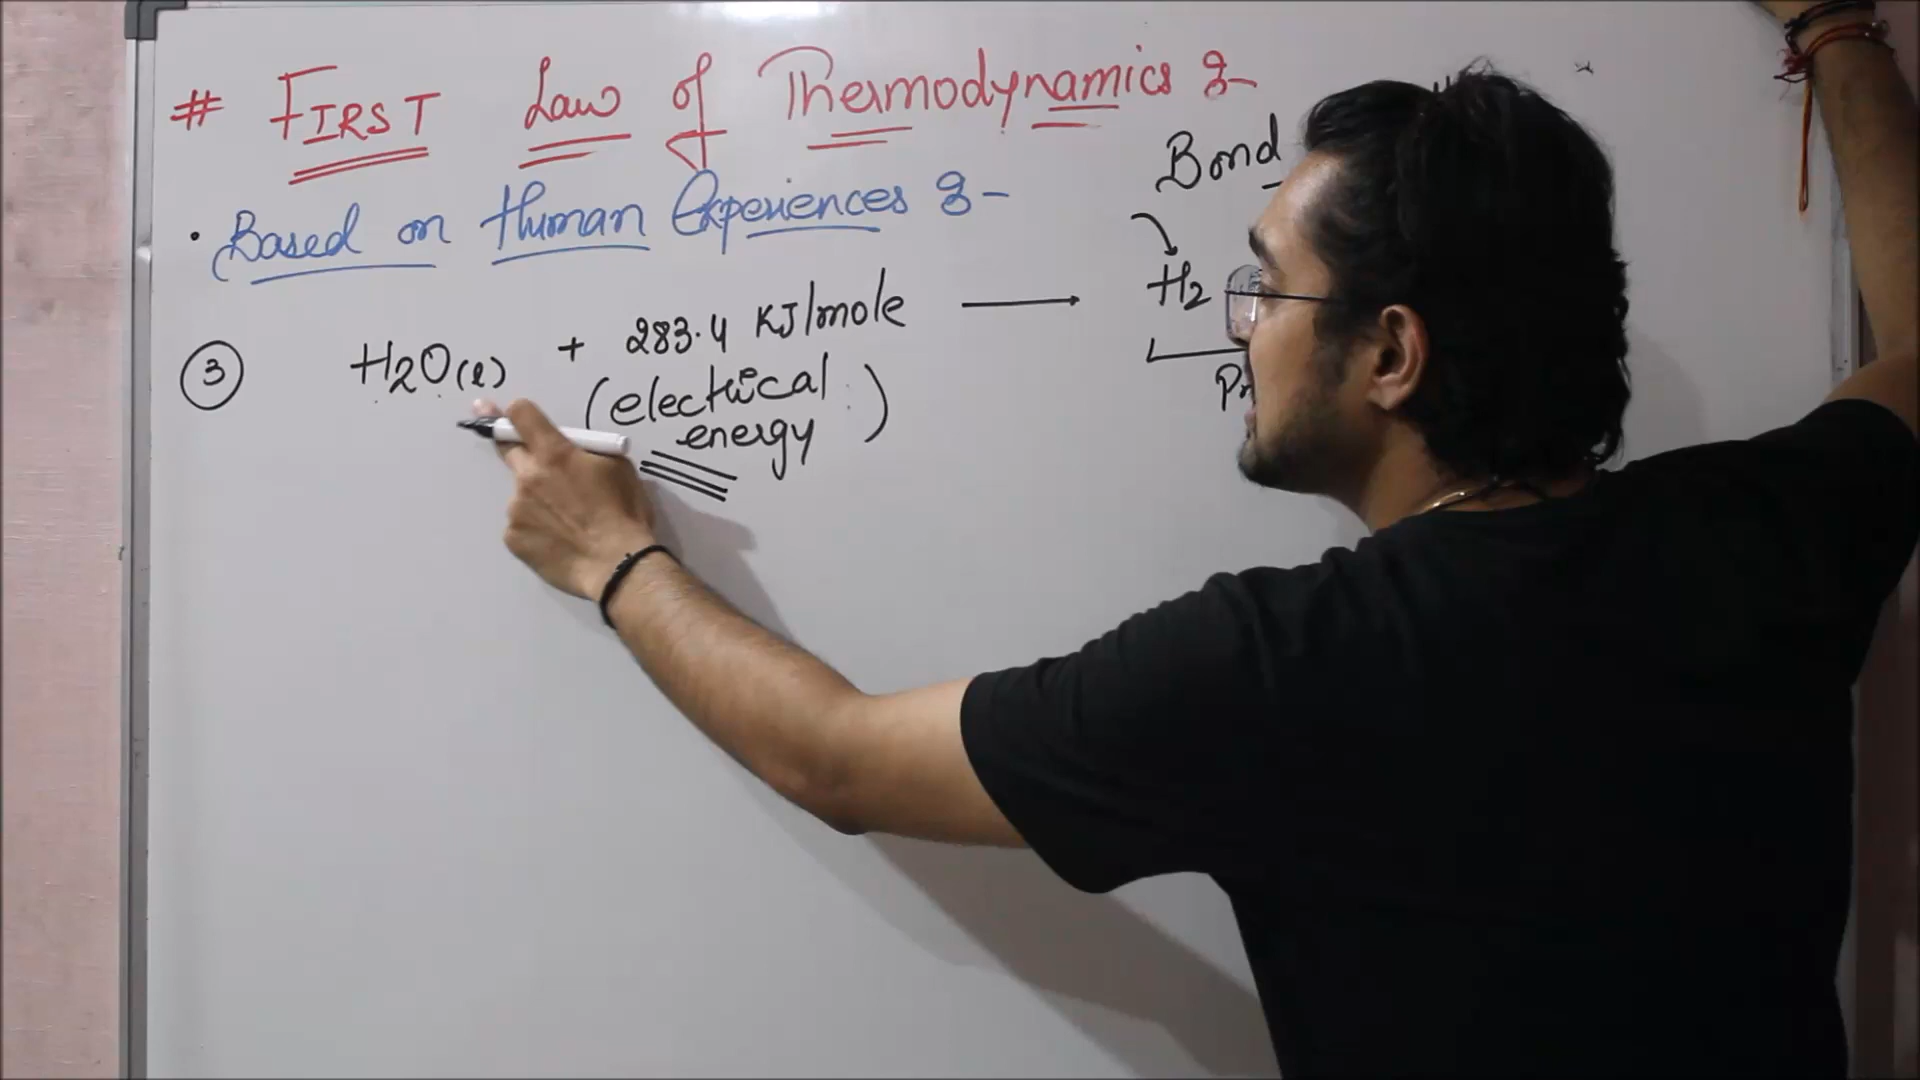 # FIRST Law of Thermodynamics :-
• Based on Human Experiences :-
Bond
③ H2O(l) + 283.4 KJ/mole ⟶ H2
(electrical
energy)